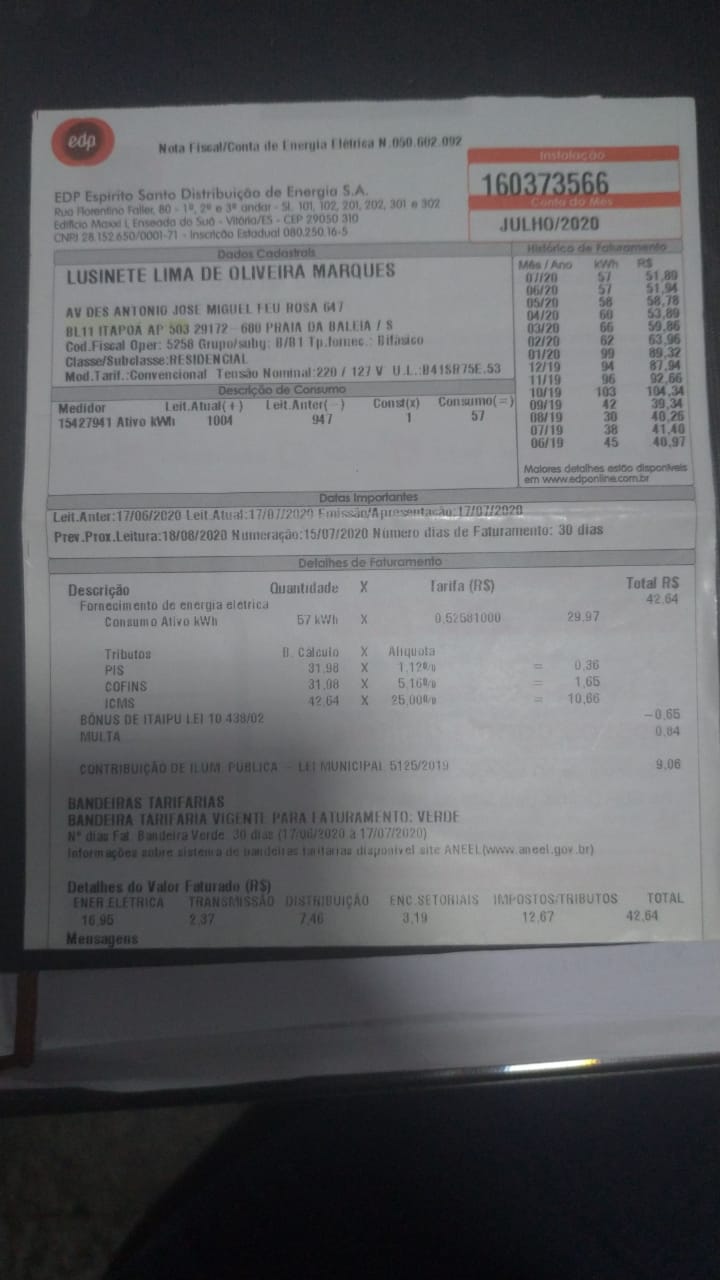 edp
Nota Fiscal/Conta de Energia Elétrica N.050.602.092
Instalação
160373566
Conta do Mês
JULHO/2020
EDP Espírito Santo Distribuição de Energia S.A.
Rua Florentino Faller, 80 - 1º, 2º e 3º andar - SL 101, 102, 201, 202, 301 e 302
Edifício Maxxi I, Enseada do Suá - Vitória/ES - CEP 29050 310
CNPJ 28.152.650/0001-71 - Inscrição Estadual 080.250.16-5
Dados Cadastrais
LUSINETE LIMA DE OLIVEIRA MARQUES
AV DES ANTONIO JOSE MIGUEL FEU ROSA 647
BL11 ITAPOÃ AP 503 29172-680 PRAIA DA BALEIA / S
Cod.Fiscal Oper: 5258 Grupo/subg: B/B1 Tp.fornec.: Bifásico
Classe/Subclasse:RESIDENCIAL
Mod.Tarif.:Convencional Tensão Nominal:220 / 127 V U.L.:B41SR75E.53
Histórico de Faturamento
Mês / Ano kWh R$
07/20 57 51,89
06/20 57 51,94
05/20 58 58,78
04/20 60 53,89
03/20 66 59,86
02/20 62 63,96
01/20 99 89,32
12/19 94 87,94
11/19 96 92,66
10/19 103 104,34
09/19 42 39,34
08/19 30 40,26
07/19 38 41,40
06/19 45 40,97
Maiores detalhes estão disponíveis
em www.edponline.com.br
Descrição de Consumo
Medidor Leit.Atual(+) Leit.Anter(-) Const(x) Consumo(=)
15427941 Ativo kWh 1004 947 1 57
Datas Importantes
Leit.Anter:17/06/2020 Leit.Atual:17/07/2020 Emissão/Apresentação:17/07/2020
Prev.Prox.Leitura:18/08/2020 Numeração:15/07/2020 Número dias de Faturamento: 30 dias
Detalhes de Faturamento
Descrição Quantidade X Tarifa (R$) Total R$
Fornecimento de energia elétrica 42,64
Consumo Ativo kWh 57 kWh X 0,52581000 29,97
Tributos B. Cálculo X Alíquota
PIS 31,98 X 1,12% = 0,36
COFINS 31,98 X 5,16% = 1,65
ICMS 42,64 X 25,00% = 10,66
BÔNUS DE ITAIPU LEI 10 438/02 -0,65
MULTA 0,84
CONTRIBUIÇÃO DE ILUM. PÚBLICA - LEI MUNICIPAL 5125/2019 9,06
BANDEIRAS TARIFÁRIAS
BANDEIRA TARIFÁRIA VIGENTE PARA FATURAMENTO: VERDE
Nº dias Fat. Bandeira Verde: 30 dias (17/06/2020 à 17/07/2020)
Informações sobre sistema de bandeiras tarifárias disponível site ANEEL (www.aneel.gov.br)
Detalhes do Valor Faturado (R$)
ENER.ELÉTRICA TRANSMISSÃO DISTRIBUIÇÃO ENC.SETORIAIS IMPOSTOS/TRIBUTOS TOTAL
16,95 2,37 7,46 3,19 12,67 42,64
Mensagens